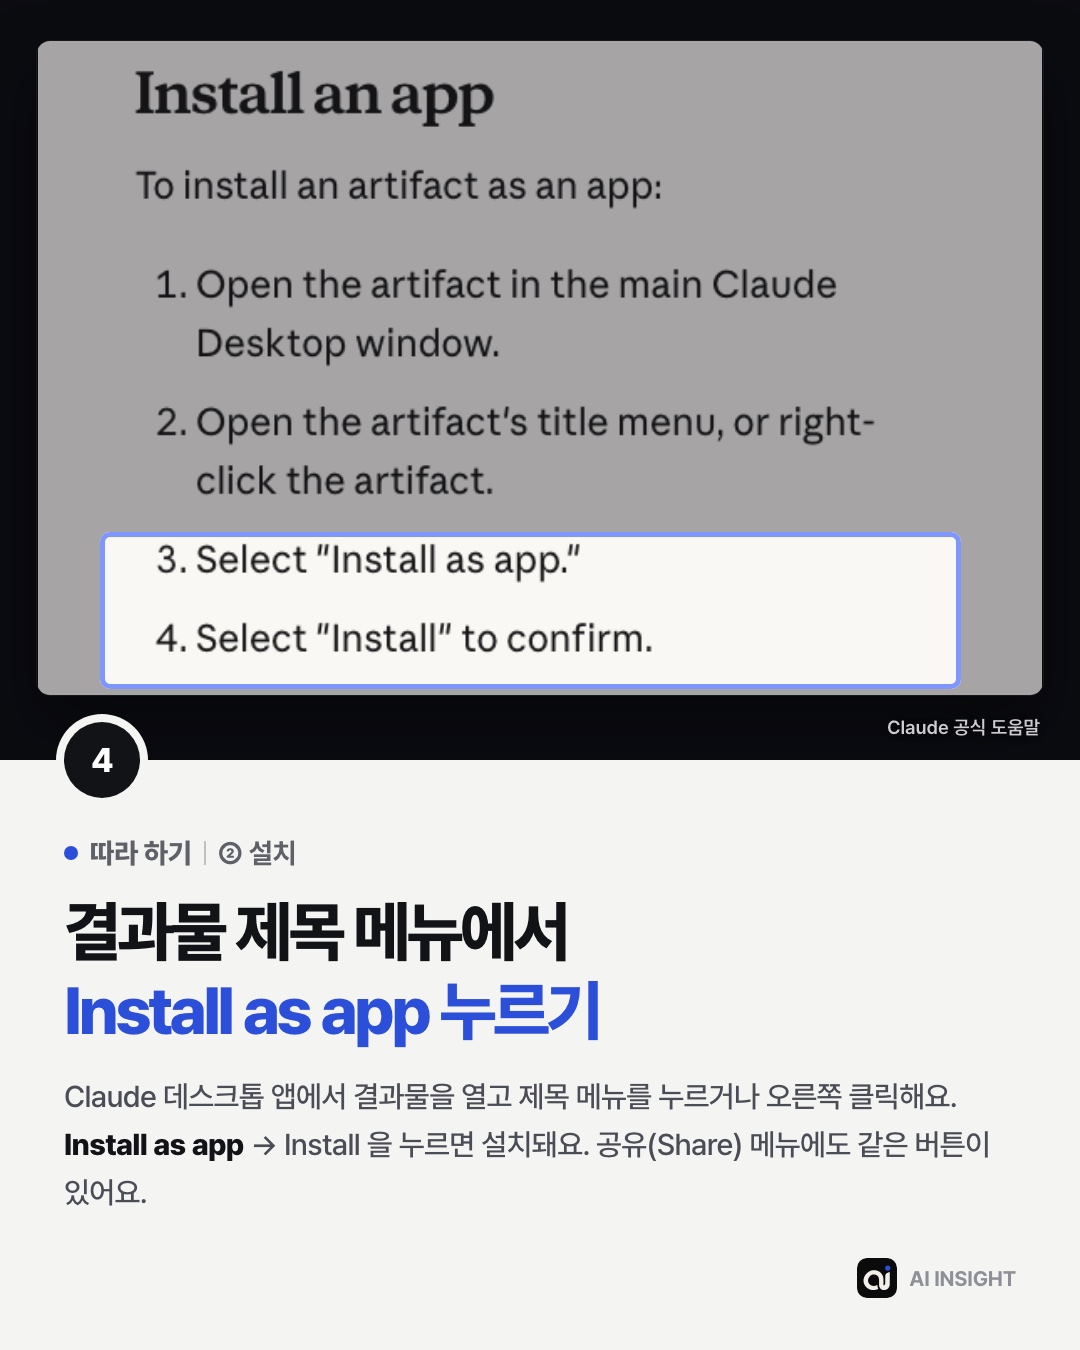 Install an app
To install an artifact as an app:
1. Open the artifact in the main Claude
Desktop window.
2. Open the artifact's title menu, or right-
click the artifact.
3. Select "Install as app."
4. Select "Install" to confirm.
Claude 공식 도움말
4
따라 하기 | ② 설치
결과물 제목 메뉴에서
Install as app 누르기
Claude 데스크톱 앱에서 결과물을 열고 제목 메뉴를 누르거나 오른쪽 클릭해요.
Install as app → Install 을 누르면 설치돼요. 공유(Share) 메뉴에도 같은 버튼이
있어요.
ai AI INSIGHT